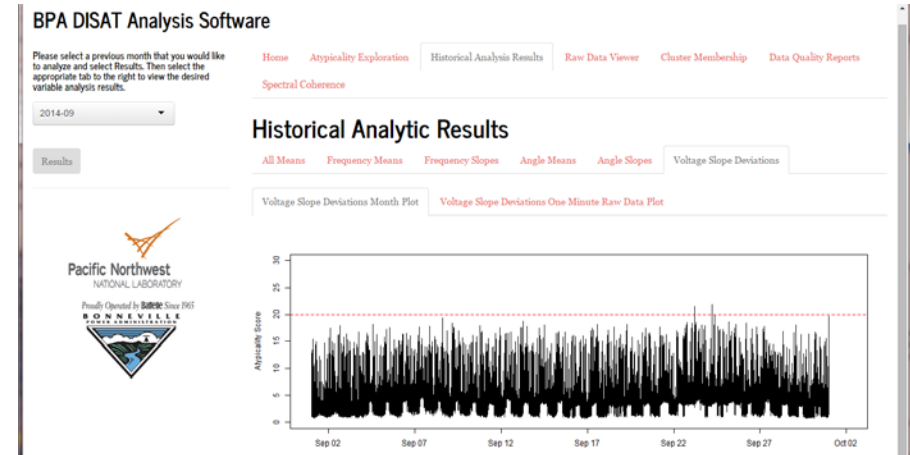 BPA DISAT Analysis Software
Please select a previous month that you would like
to analyze and select Results. Then select the
appropriate tab to the right to view the desired
variable analysis results.
2014-09
Results
Pacific Northwest
NATIONAL LABORATORY
Proudly Operated by Battelle Since 1965
BONNEVILLE
POWER ADMINISTRATION
Home Atypicality Exploration Historical Analysis Results Raw Data Viewer Cluster Membership Data Quality Reports
Spectral Coherence
Historical Analytic Results
All Means Frequency Means Frequency Slopes Angle Means Angle Slopes Voltage Slope Deviations
Voltage Slope Deviations Month Plot Voltage Slope Deviations One Minute Raw Data Plot
Atypicality Score
30
25
20
15
10
5
0
Sep 02 Sep 07 Sep 12 Sep 17 Sep 22 Sep 27 Oct 02